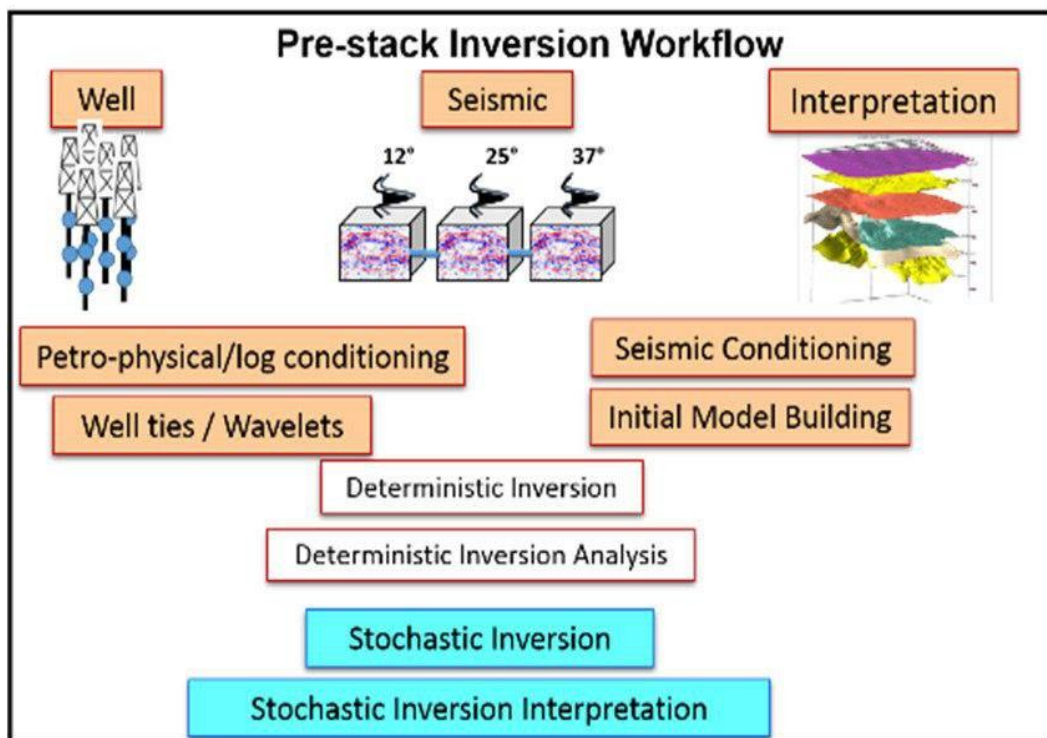 Pre-stack Inversion Workflow
Well
Seismic
Interpretation
12°
25°
37°
Petro-physical/log conditioning
Seismic Conditioning
Well ties / Wavelets
Initial Model Building
Deterministic Inversion
Deterministic Inversion Analysis
Stochastic Inversion
Stochastic Inversion Interpretation